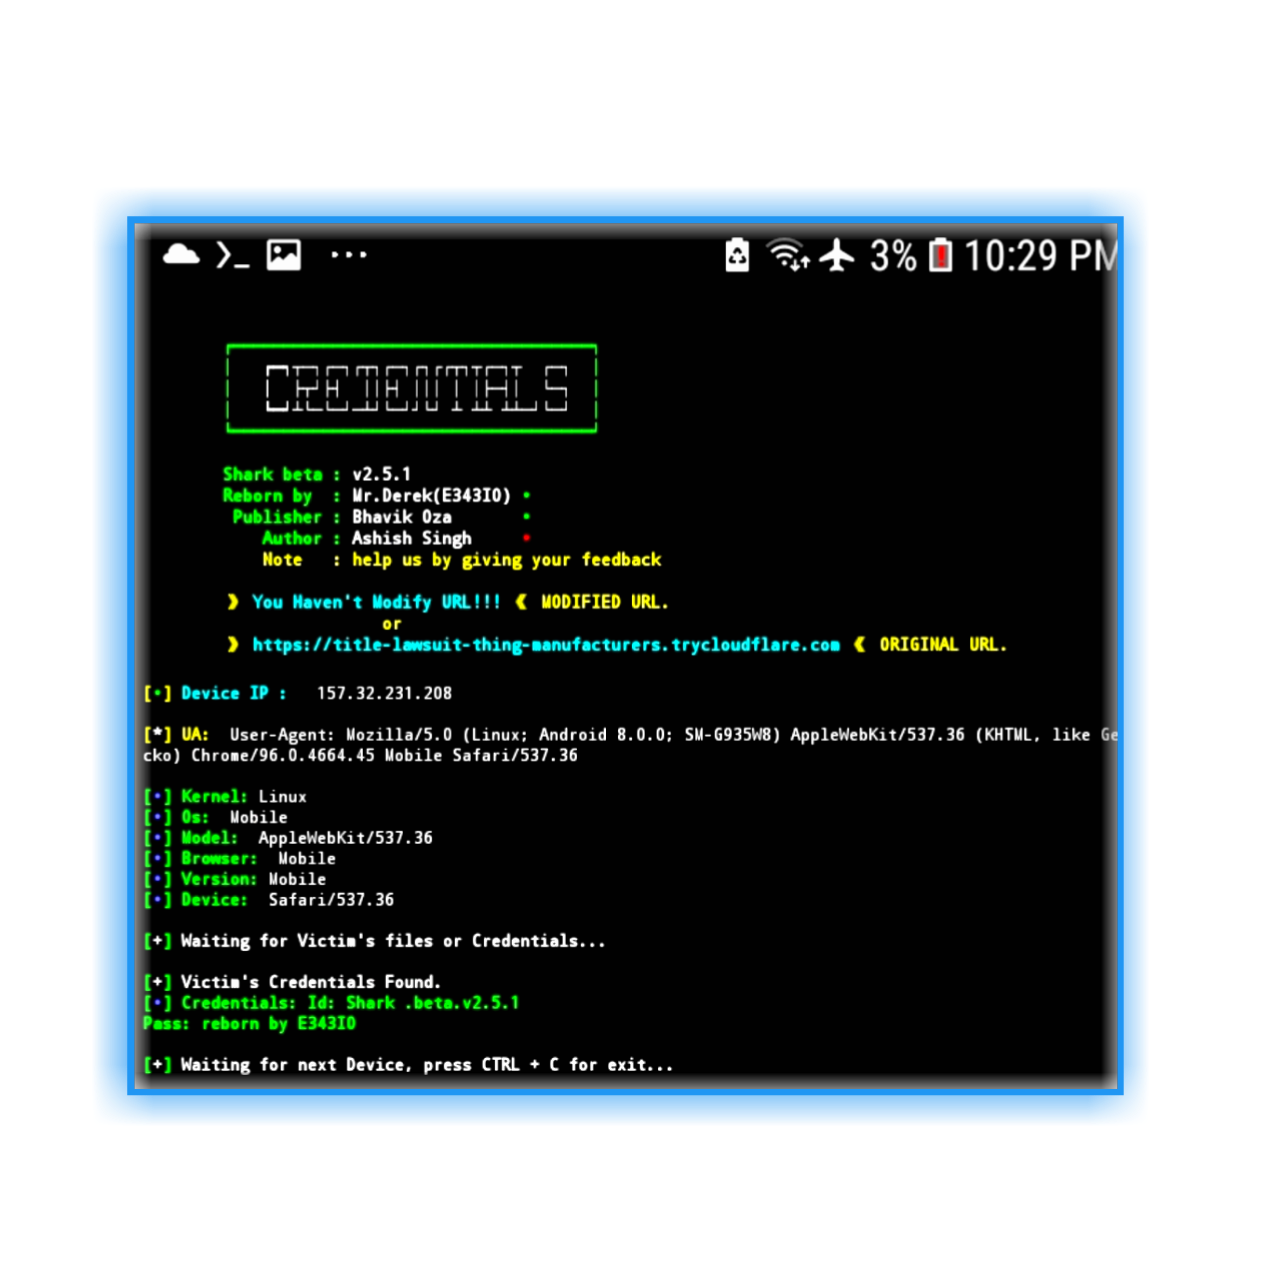 3% 10:29 PM
CREDENTIALS
Shark beta : v2.5.1
Reborn by : Mr.Derek(E343IO) •
Publisher : Bhavik Oza •
Author : Ashish Singh •
Note : help us by giving your feedback
❯ You Haven't Modify URL!!! ❮ MODIFIED URL.
or
❯ https://title-lawsuit-thing-manufacturers.trycloudflare.com ❮ ORIGINAL URL.
[•] Device IP : 157.32.231.208
[*] UA: User-Agent: Mozilla/5.0 (Linux; Android 8.0.0; SM-G935W8) AppleWebKit/537.36 (KHTML, like Ge
cko) Chrome/96.0.4664.45 Mobile Safari/537.36
[•] Kernel: Linux
[•] Os: Mobile
[•] Model: AppleWebKit/537.36
[•] Browser: Mobile
[•] Version: Mobile
[•] Device: Safari/537.36
[+] Waiting for Victim's files or Credentials...
[+] Victim's Credentials Found.
[•] Credentials: Id: Shark .beta.v2.5.1
Pass: reborn by E343IO
[+] Waiting for next Device, press CTRL + C for exit...